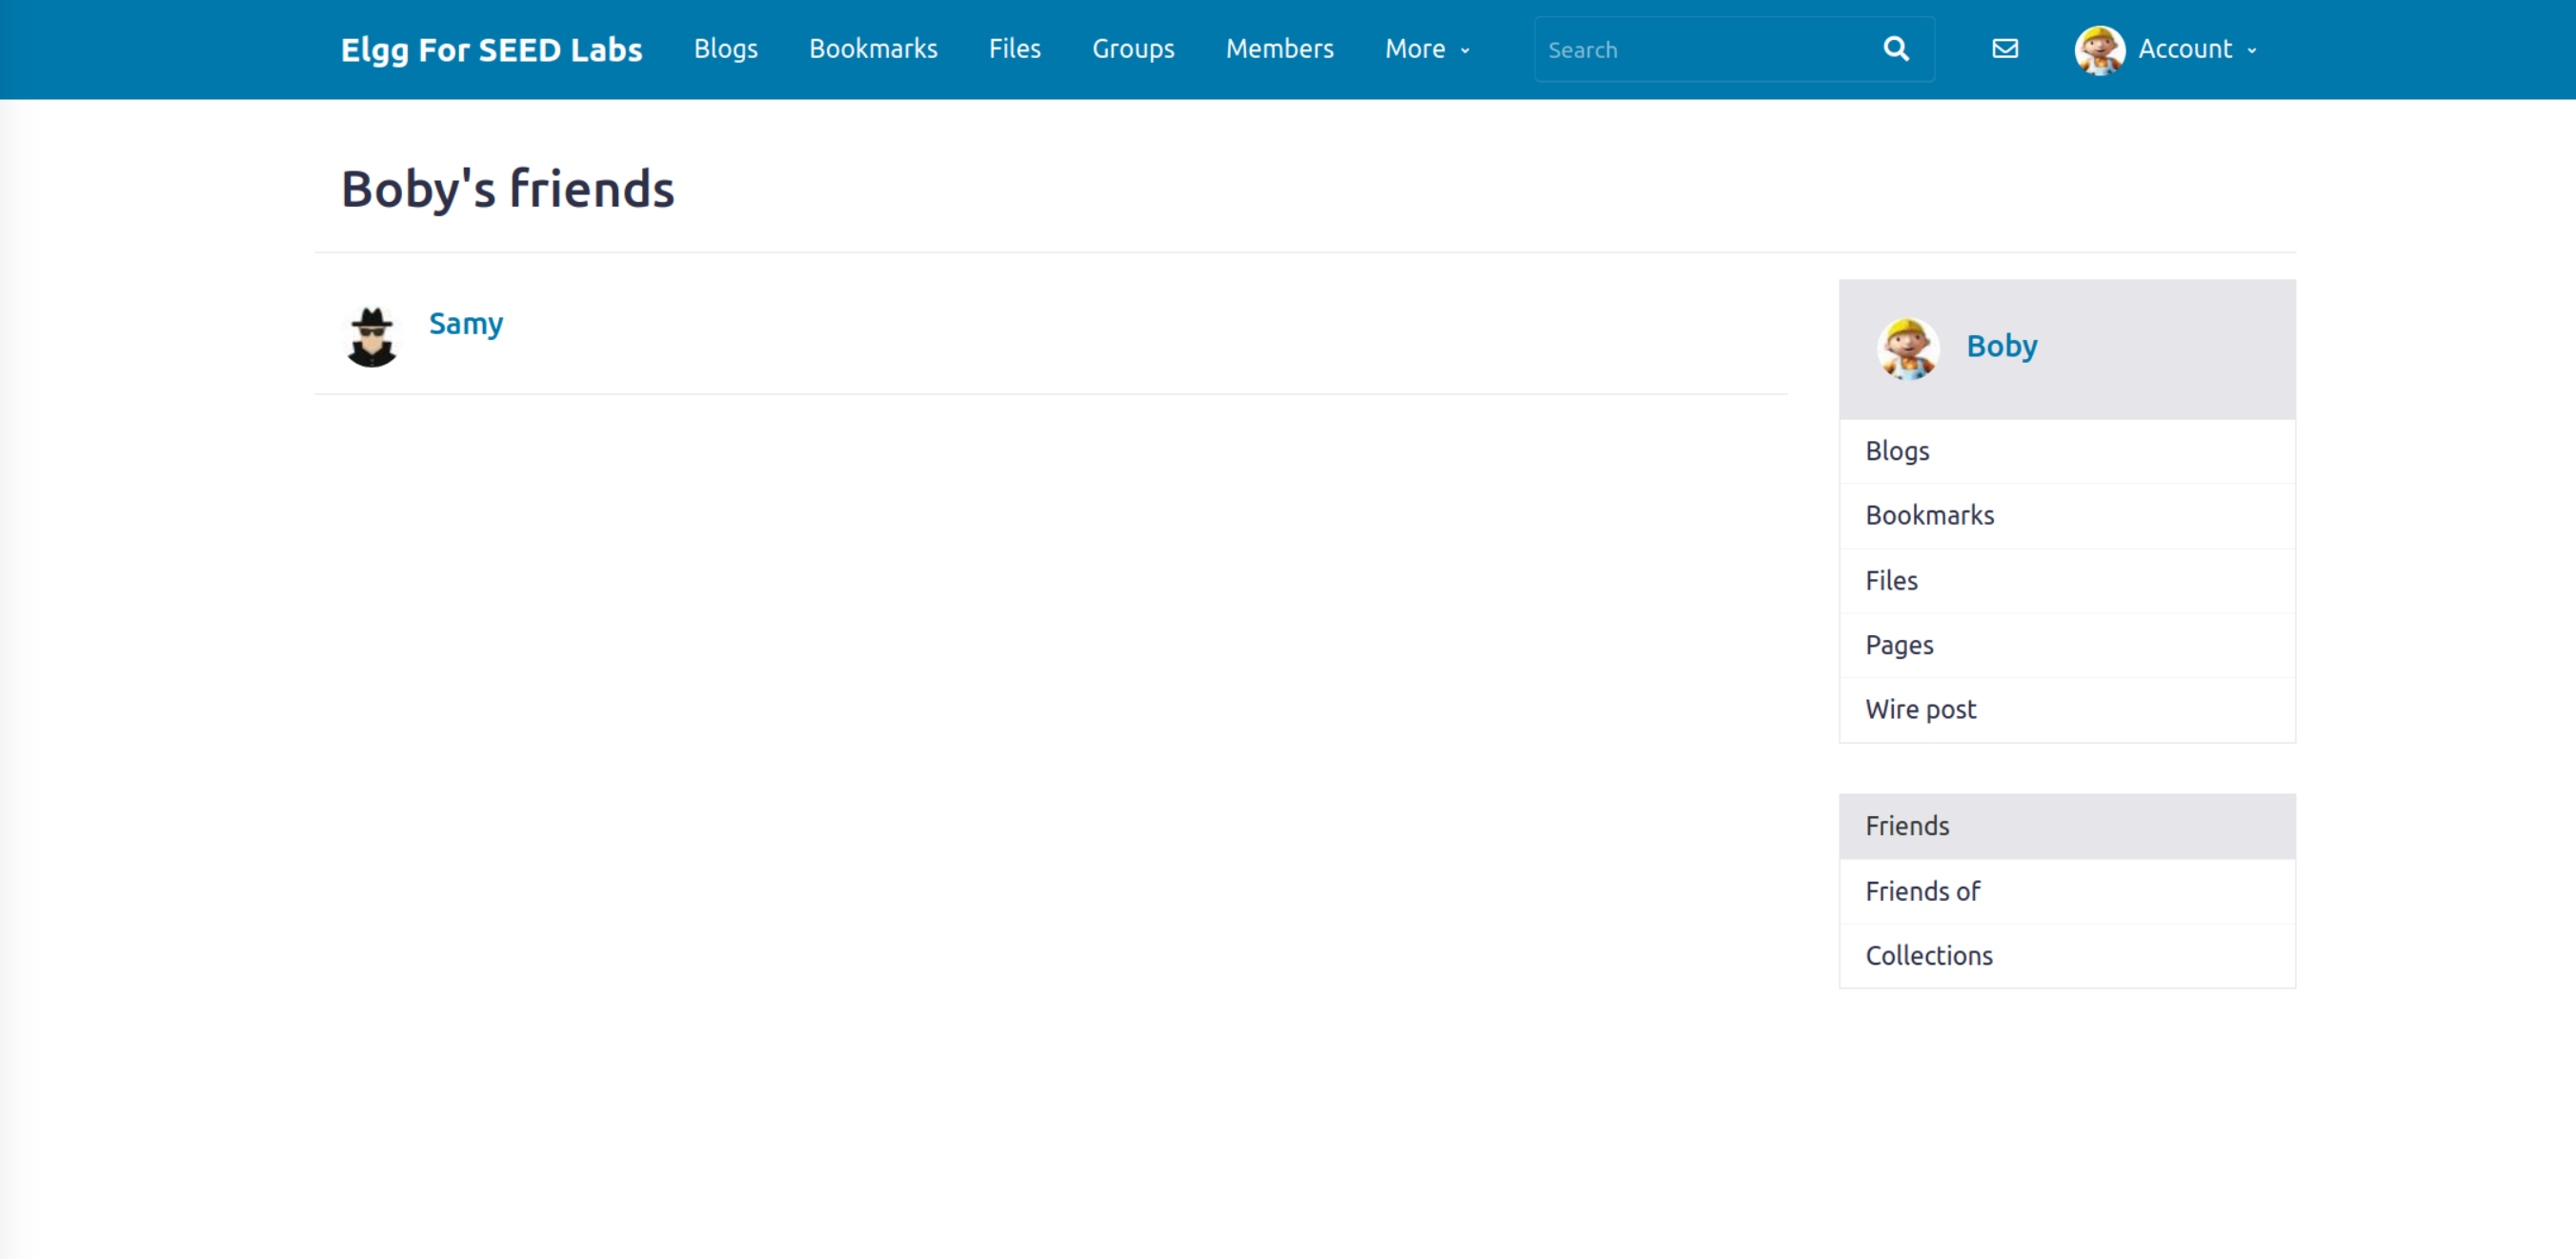 Elgg For SEED Labs Blogs Bookmarks Files Groups Members More Search Account
Boby's friends
Samy
Boby
Blogs
Bookmarks
Files
Pages
Wire post
Friends
Friends of
Collections